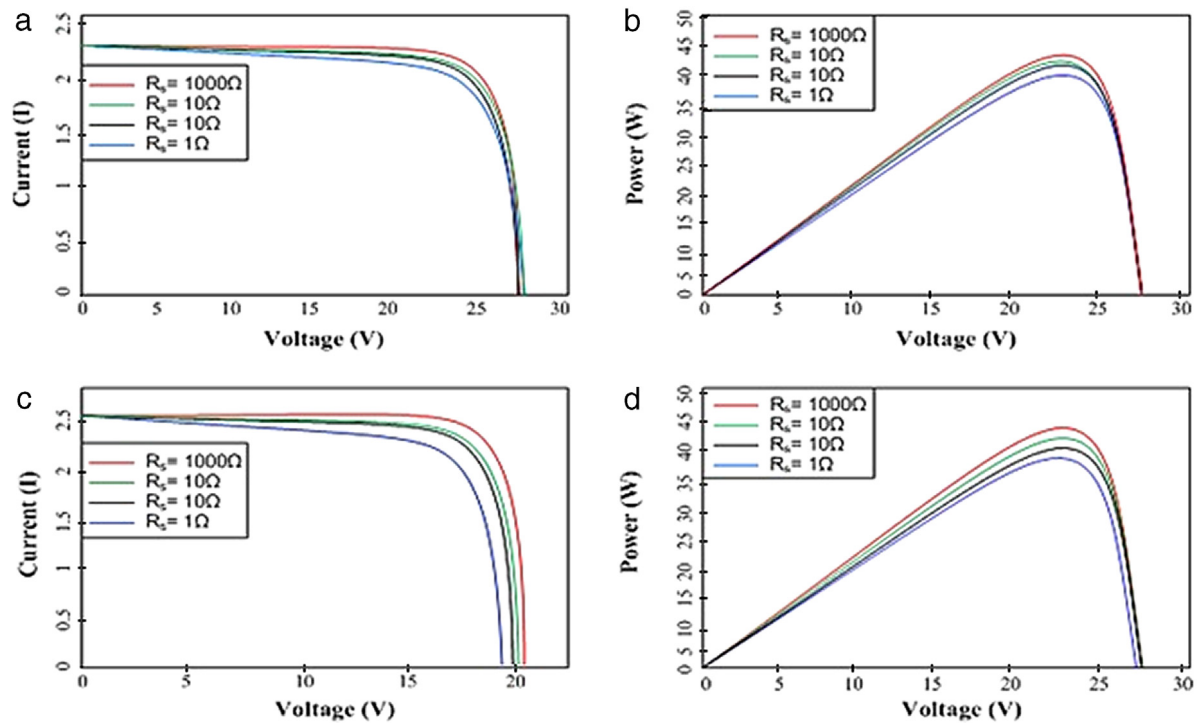 a
2.5
2
1.5
1
0.5
0
Current (I)
Rs= 1000Ω
Rs= 10Ω
Rs= 10Ω
Rs= 1Ω
0 5 10 15 20 25 30
Voltage (V)
b
50
45
40
35
30
25
20
15
10
5
0
Power (W)
Rs= 1000Ω
Rs= 10Ω
Rs= 10Ω
Rs= 1Ω
0 5 10 15 20 25 30
Voltage (V)
c
2.5
2
1.5
1
0.5
0
Current (I)
Rs= 1000Ω
Rs= 10Ω
Rs= 10Ω
Rs= 1Ω
0 5 10 15 20
Voltage (V)
d
50
45
40
35
30
25
20
15
10
5
0
Power (W)
Rs= 1000Ω
Rs= 10Ω
Rs= 10Ω
Rs= 1Ω
0 5 10 15 20 25 30
Voltage (V)